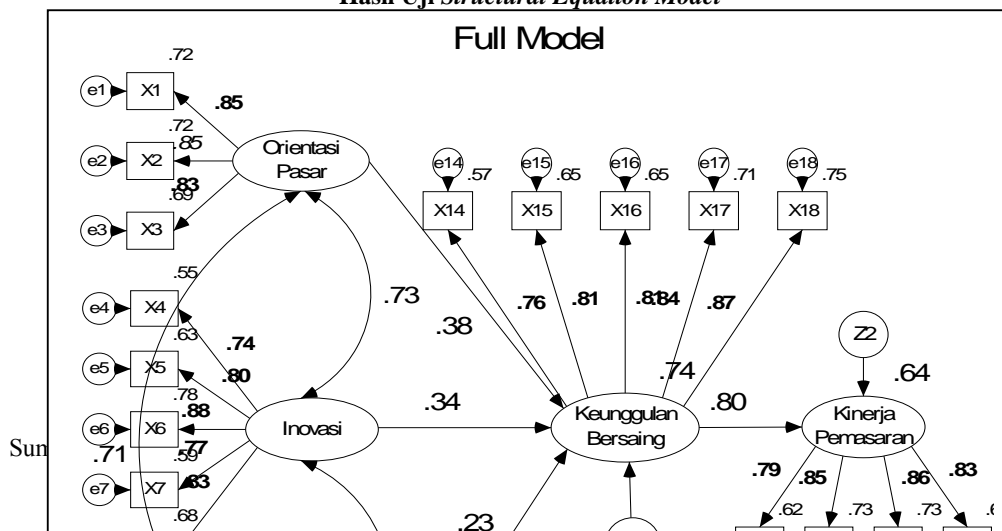 Hasil Uji Structural Equation Model
Full Model
.72
e1
X1
.85
.72
e2
X2
.85
.83
.69
e3
X3
Orientasi
Pasar
e14
.57
X14
e15
.65
X15
e16
.65
X16
e17
.71
X17
e18
.75
X18
.55
e4
X4
.63
.74
e5
X5
.80
.78
e6
X6
.88
.77
.59
e7
X7
.83
.68
.71
Inovasi
.73
.38
.34
.23
.76
.81
.81
.84
.87
.74
Keunggulan
Bersaing
.80
Z2
.64
Kinerja
Pemasaran
.79
.85
.86
.83
.62
.73
.73
Sum